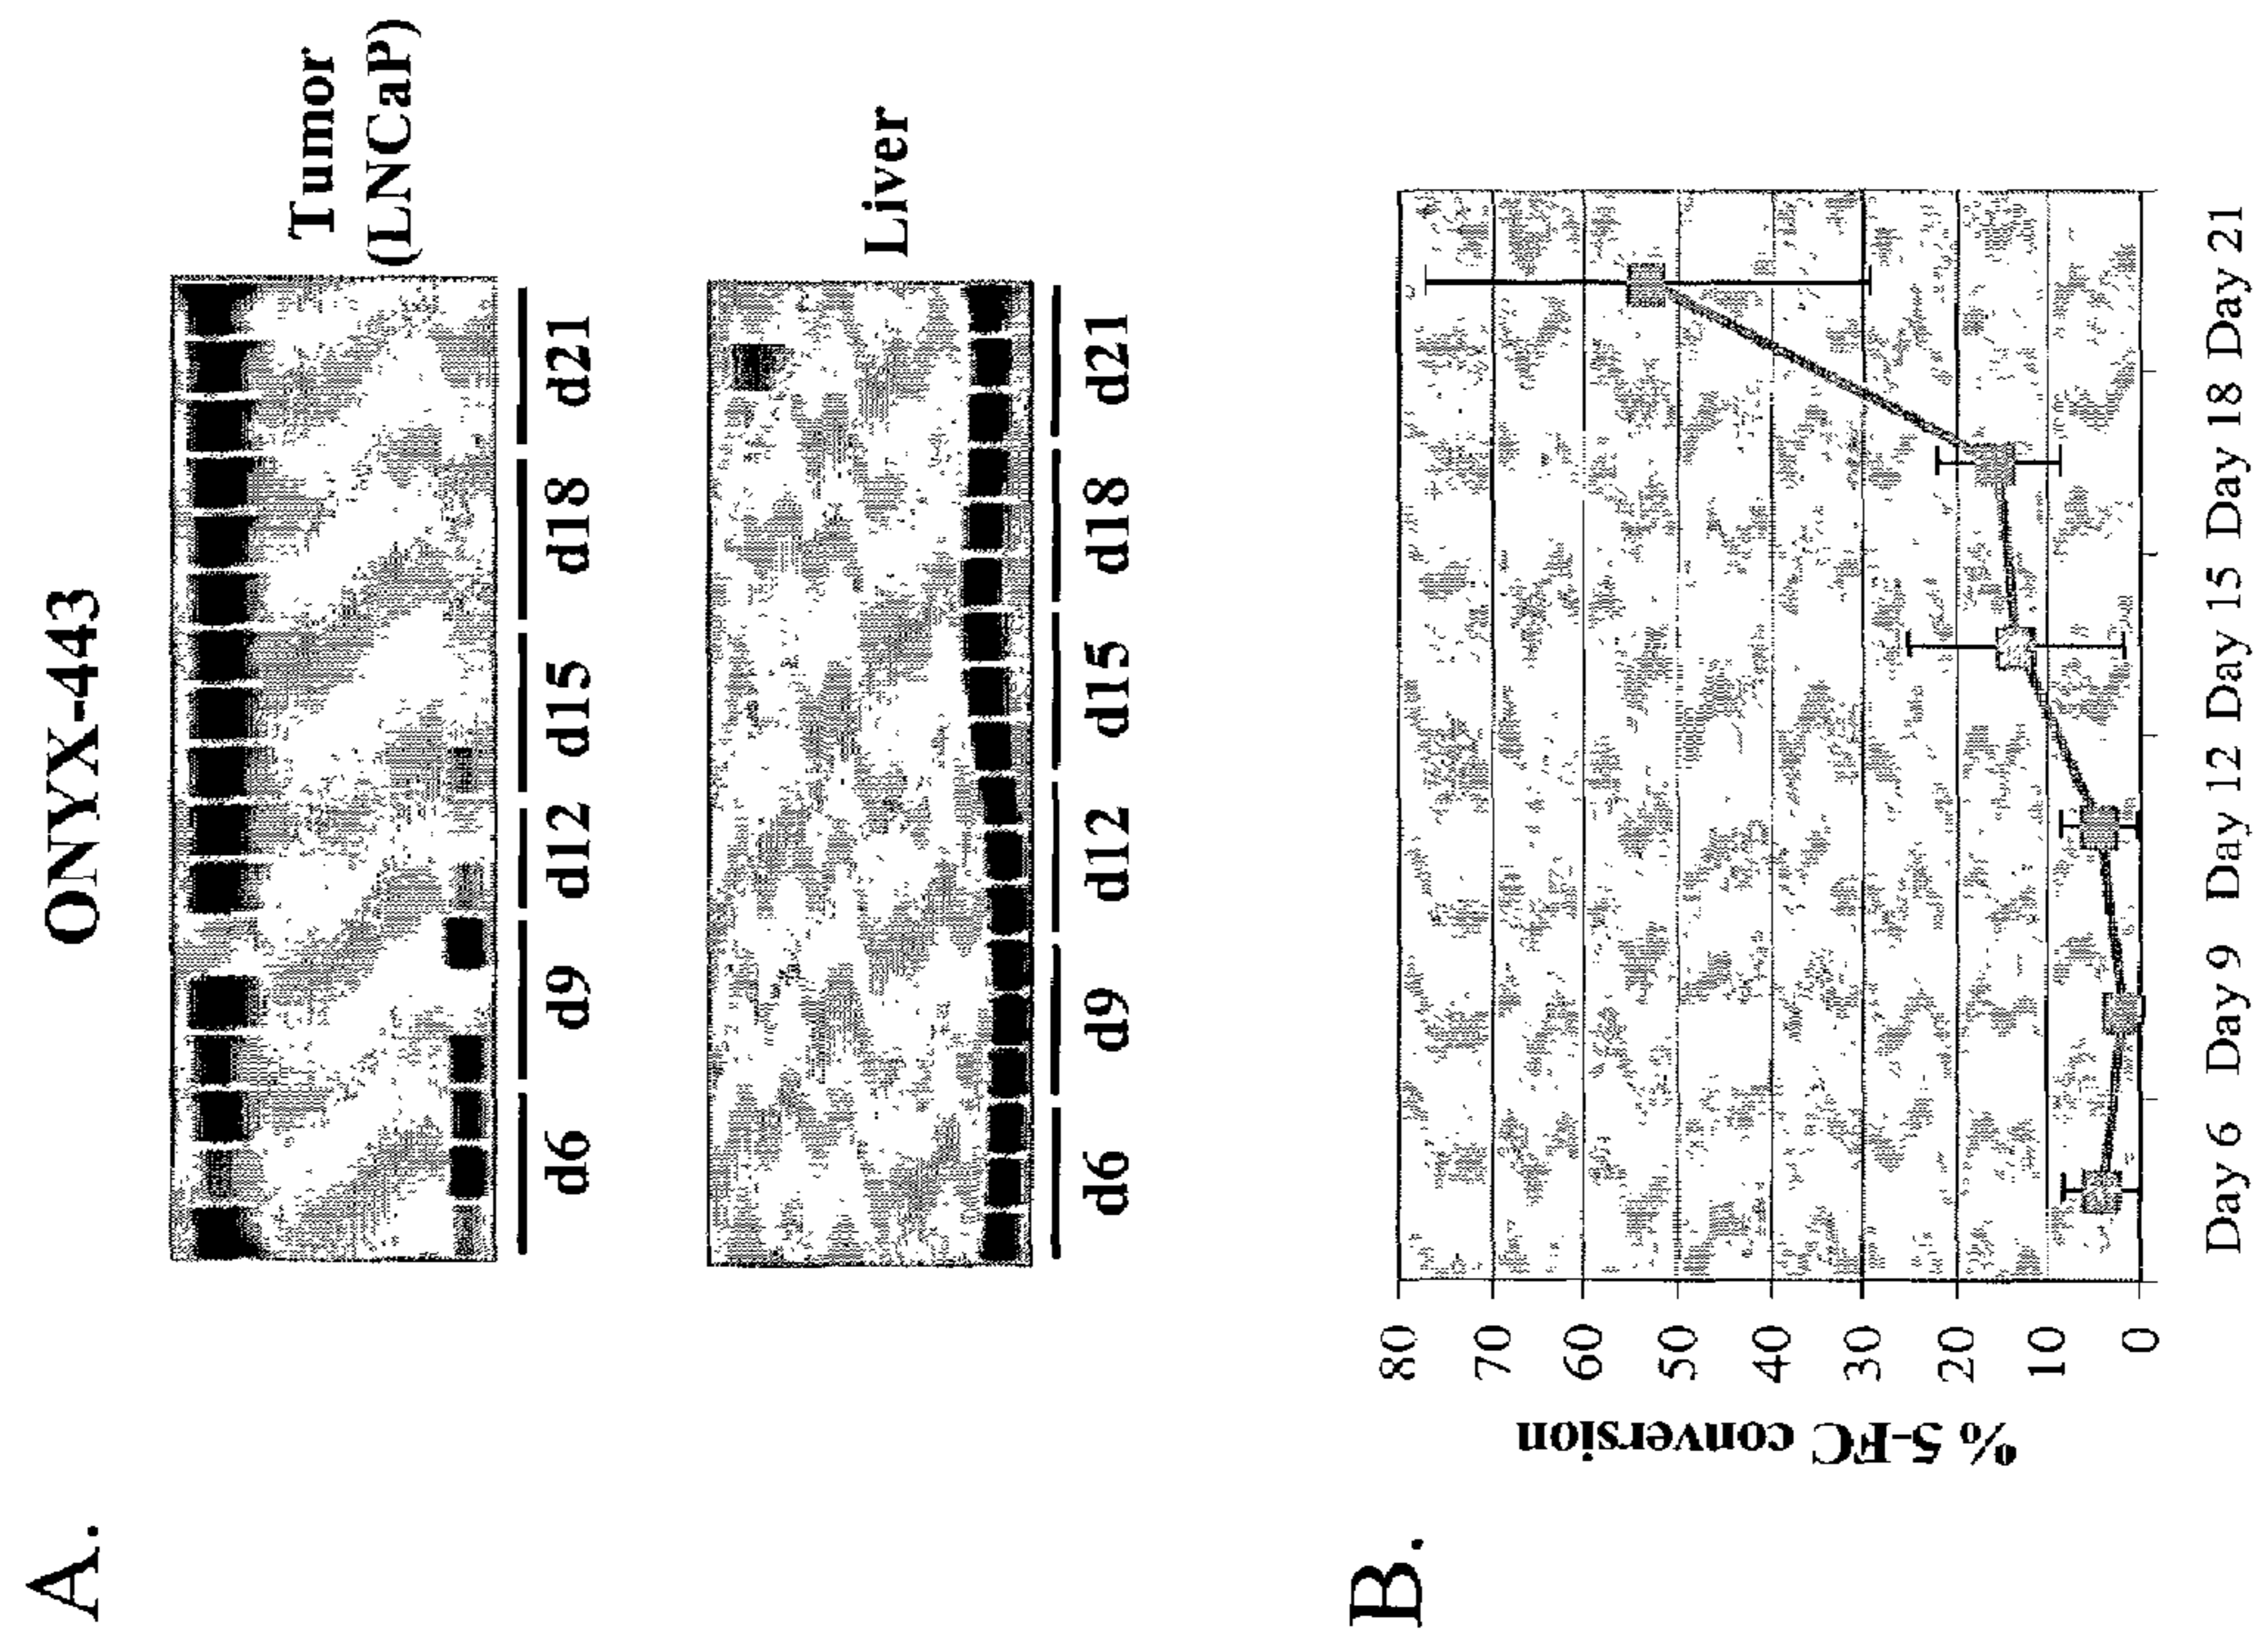 A.
ONYX-443
Tumor
(LNCaP)
d6 d9 d12 d15 d18 d21
Liver
d6 d9 d12 d15 d18 d21
B.
% 5-FC conversion
80
70
60
50
40
30
20
10
0
Day 6 Day 9 Day 12 Day 15 Day 18 Day 21